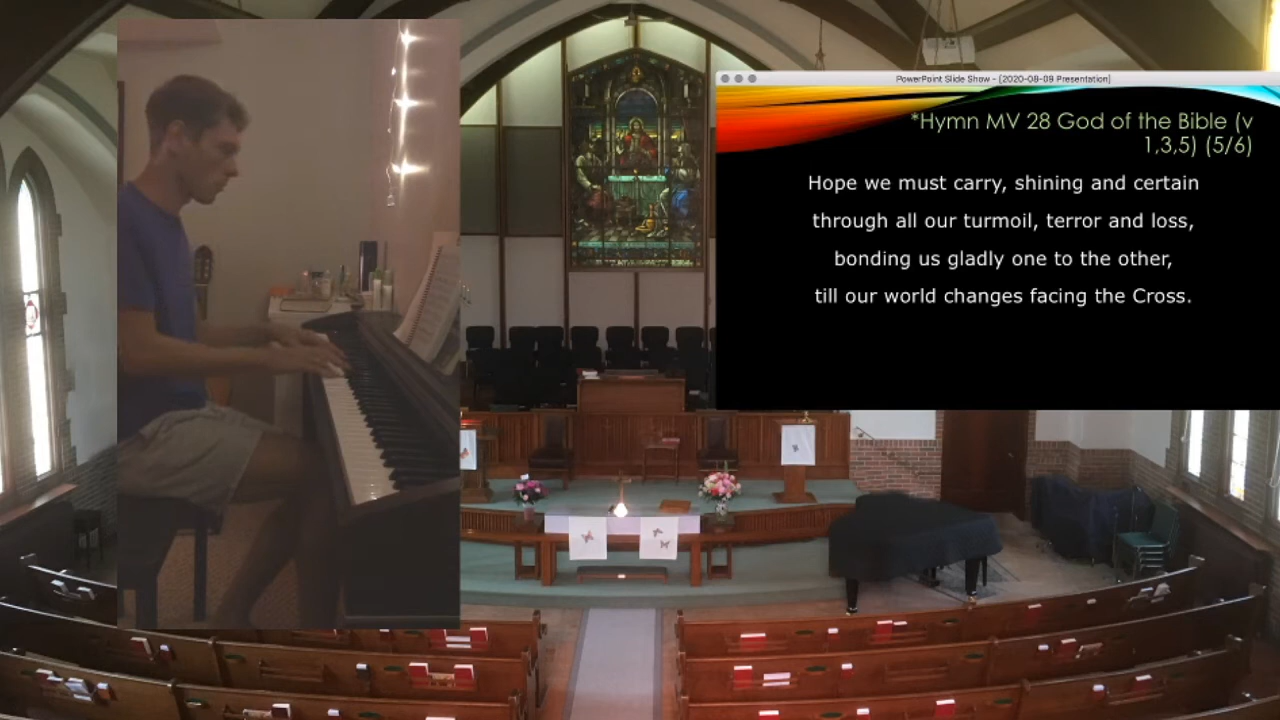 PowerPoint Slide Show - [2020-08-09 Presentation]
*Hymn MV 28 God of the Bible (v
1,3,5) (5/6)
Hope we must carry, shining and certain
through all our turmoil, terror and loss,
bonding us gladly one to the other,
till our world changes facing the Cross.